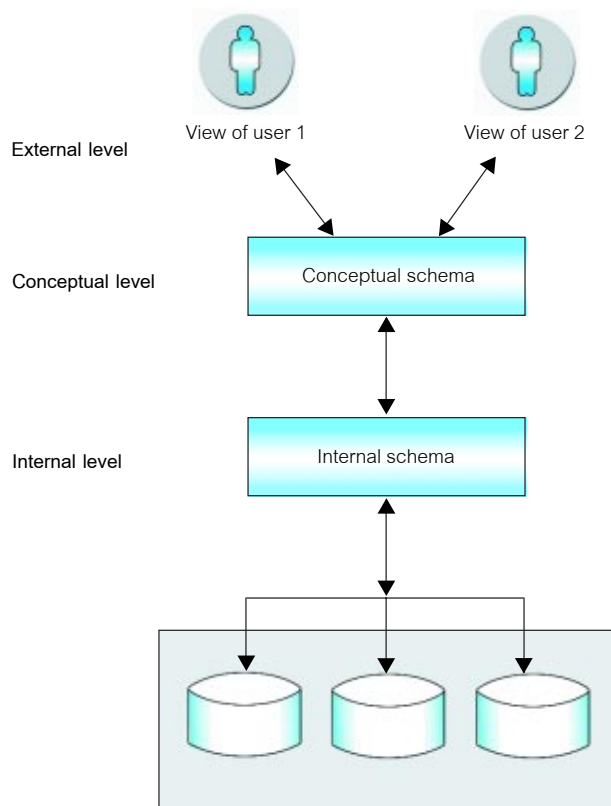 View of user 1
View of user 2
External level
Conceptual level
Conceptual schema
Internal level
Internal schema